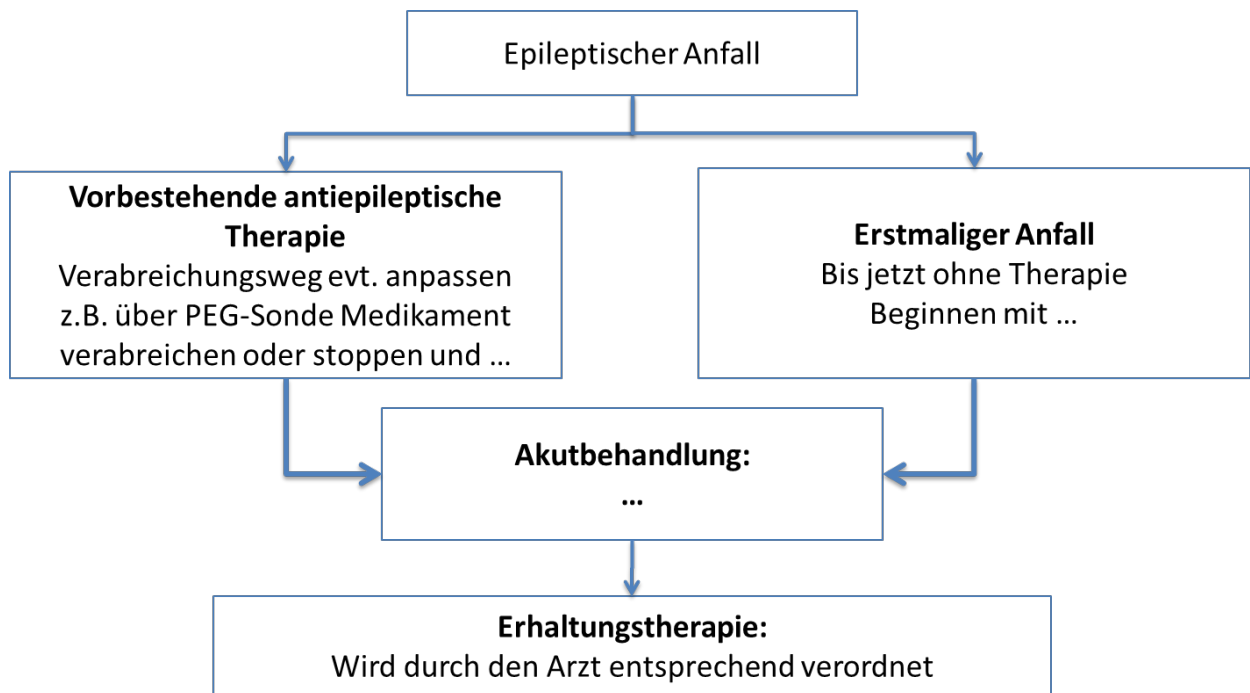 Epileptischer Anfall
Vorbestehende antiepileptische
Therapie
Verabreichungsweg evt. anpassen
z.B. über PEG-Sonde Medikament
verabreichen oder stoppen und ...
Erstmaliger Anfall
Bis jetzt ohne Therapie
Beginnen mit ...
Akutbehandlung:
...
Erhaltungstherapie:
Wird durch den Arzt entsprechend verordnet